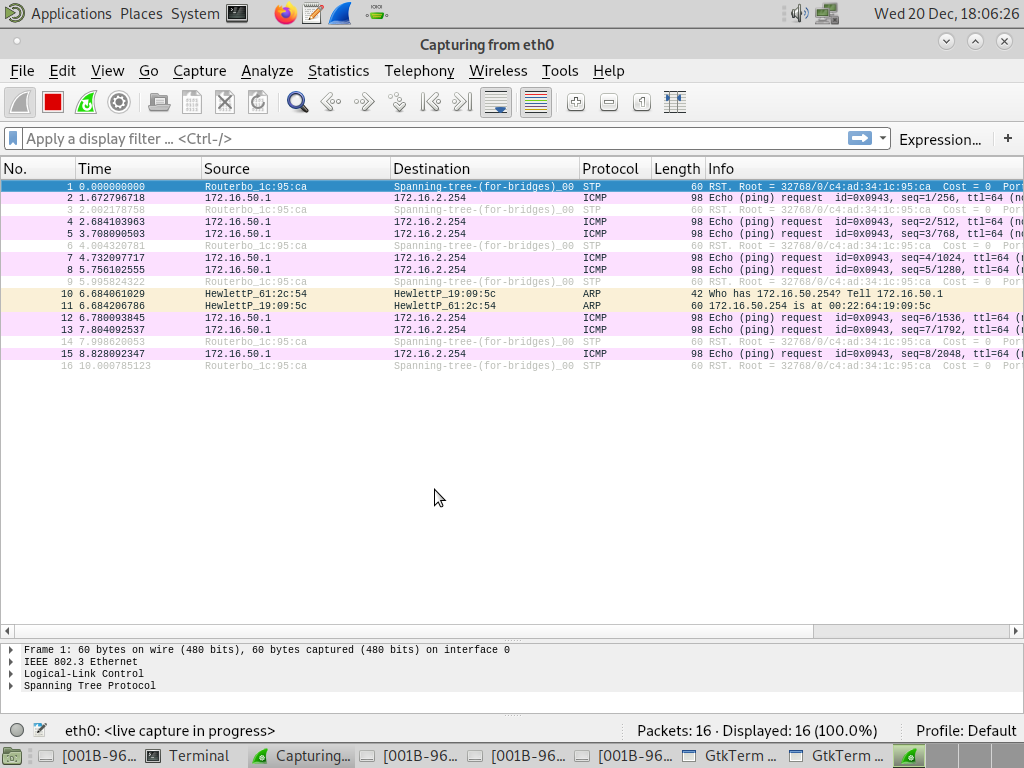 Applications Places System Wed 20 Dec, 18:06:26
Capturing from eth0
File Edit View Go Capture Analyze Statistics Telephony Wireless Tools Help
Apply a display filter ... <Ctrl-/> Expression... +
No. Time Source Destination Protocol Length Info
1 0.000000000 Routerbo_1c:95:ca Spanning-tree-(for-bridges)_00 STP 60 RST. Root = 32768/0/c4:ad:34:1c:95:ca Cost = 0 Por
2 1.672796718 172.16.50.1 172.16.2.254 ICMP 98 Echo (ping) request id=0x0943, seq=1/256, ttl=64 (no
3 2.002178758 Routerbo_1c:95:ca Spanning-tree-(for-bridges)_00 STP 60 RST. Root = 32768/0/c4:ad:34:1c:95:ca Cost = 0 Por
4 2.684103963 172.16.50.1 172.16.2.254 ICMP 98 Echo (ping) request id=0x0943, seq=2/512, ttl=64 (no
5 3.708090503 172.16.50.1 172.16.2.254 ICMP 98 Echo (ping) request id=0x0943, seq=3/768, ttl=64 (no
6 4.004320781 Routerbo_1c:95:ca Spanning-tree-(for-bridges)_00 STP 60 RST. Root = 32768/0/c4:ad:34:1c:95:ca Cost = 0 Por
7 4.732097717 172.16.50.1 172.16.2.254 ICMP 98 Echo (ping) request id=0x0943, seq=4/1024, ttl=64 (
8 5.756102555 172.16.50.1 172.16.2.254 ICMP 98 Echo (ping) request id=0x0943, seq=5/1280, ttl=64 (
9 5.995824322 Routerbo_1c:95:ca Spanning-tree-(for-bridges)_00 STP 60 RST. Root = 32768/0/c4:ad:34:1c:95:ca Cost = 0 Por
10 6.684061029 HewlettP_61:2c:54 HewlettP_19:09:5c ARP 42 Who has 172.16.50.254? Tell 172.16.50.1
11 6.684206786 HewlettP_19:09:5c HewlettP_61:2c:54 ARP 60 172.16.50.254 is at 00:22:64:19:09:5c
12 6.780093845 172.16.50.1 172.16.2.254 ICMP 98 Echo (ping) request id=0x0943, seq=6/1536, ttl=64 (
13 7.804092537 172.16.50.1 172.16.2.254 ICMP 98 Echo (ping) request id=0x0943, seq=7/1792, ttl=64 (
14 7.998620053 Routerbo_1c:95:ca Spanning-tree-(for-bridges)_00 STP 60 RST. Root = 32768/0/c4:ad:34:1c:95:ca Cost = 0 Por
15 8.828092347 172.16.50.1 172.16.2.254 ICMP 98 Echo (ping) request id=0x0943, seq=8/2048, ttl=64 (
16 10.000785123 Routerbo_1c:95:ca Spanning-tree-(for-bridges)_00 STP 60 RST. Root = 32768/0/c4:ad:34:1c:95:ca Cost = 0 Por
Frame 1: 60 bytes on wire (480 bits), 60 bytes captured (480 bits) on interface 0
IEEE 802.3 Ethernet
Logical-Link Control
Spanning Tree Protocol
eth0: <live capture in progress> Packets: 16 · Displayed: 16 (100.0%) Profile: Default
[001B-96... Terminal Capturing... [001B-96... [001B-96... [001B-96... GtkTerm ... GtkTerm ...